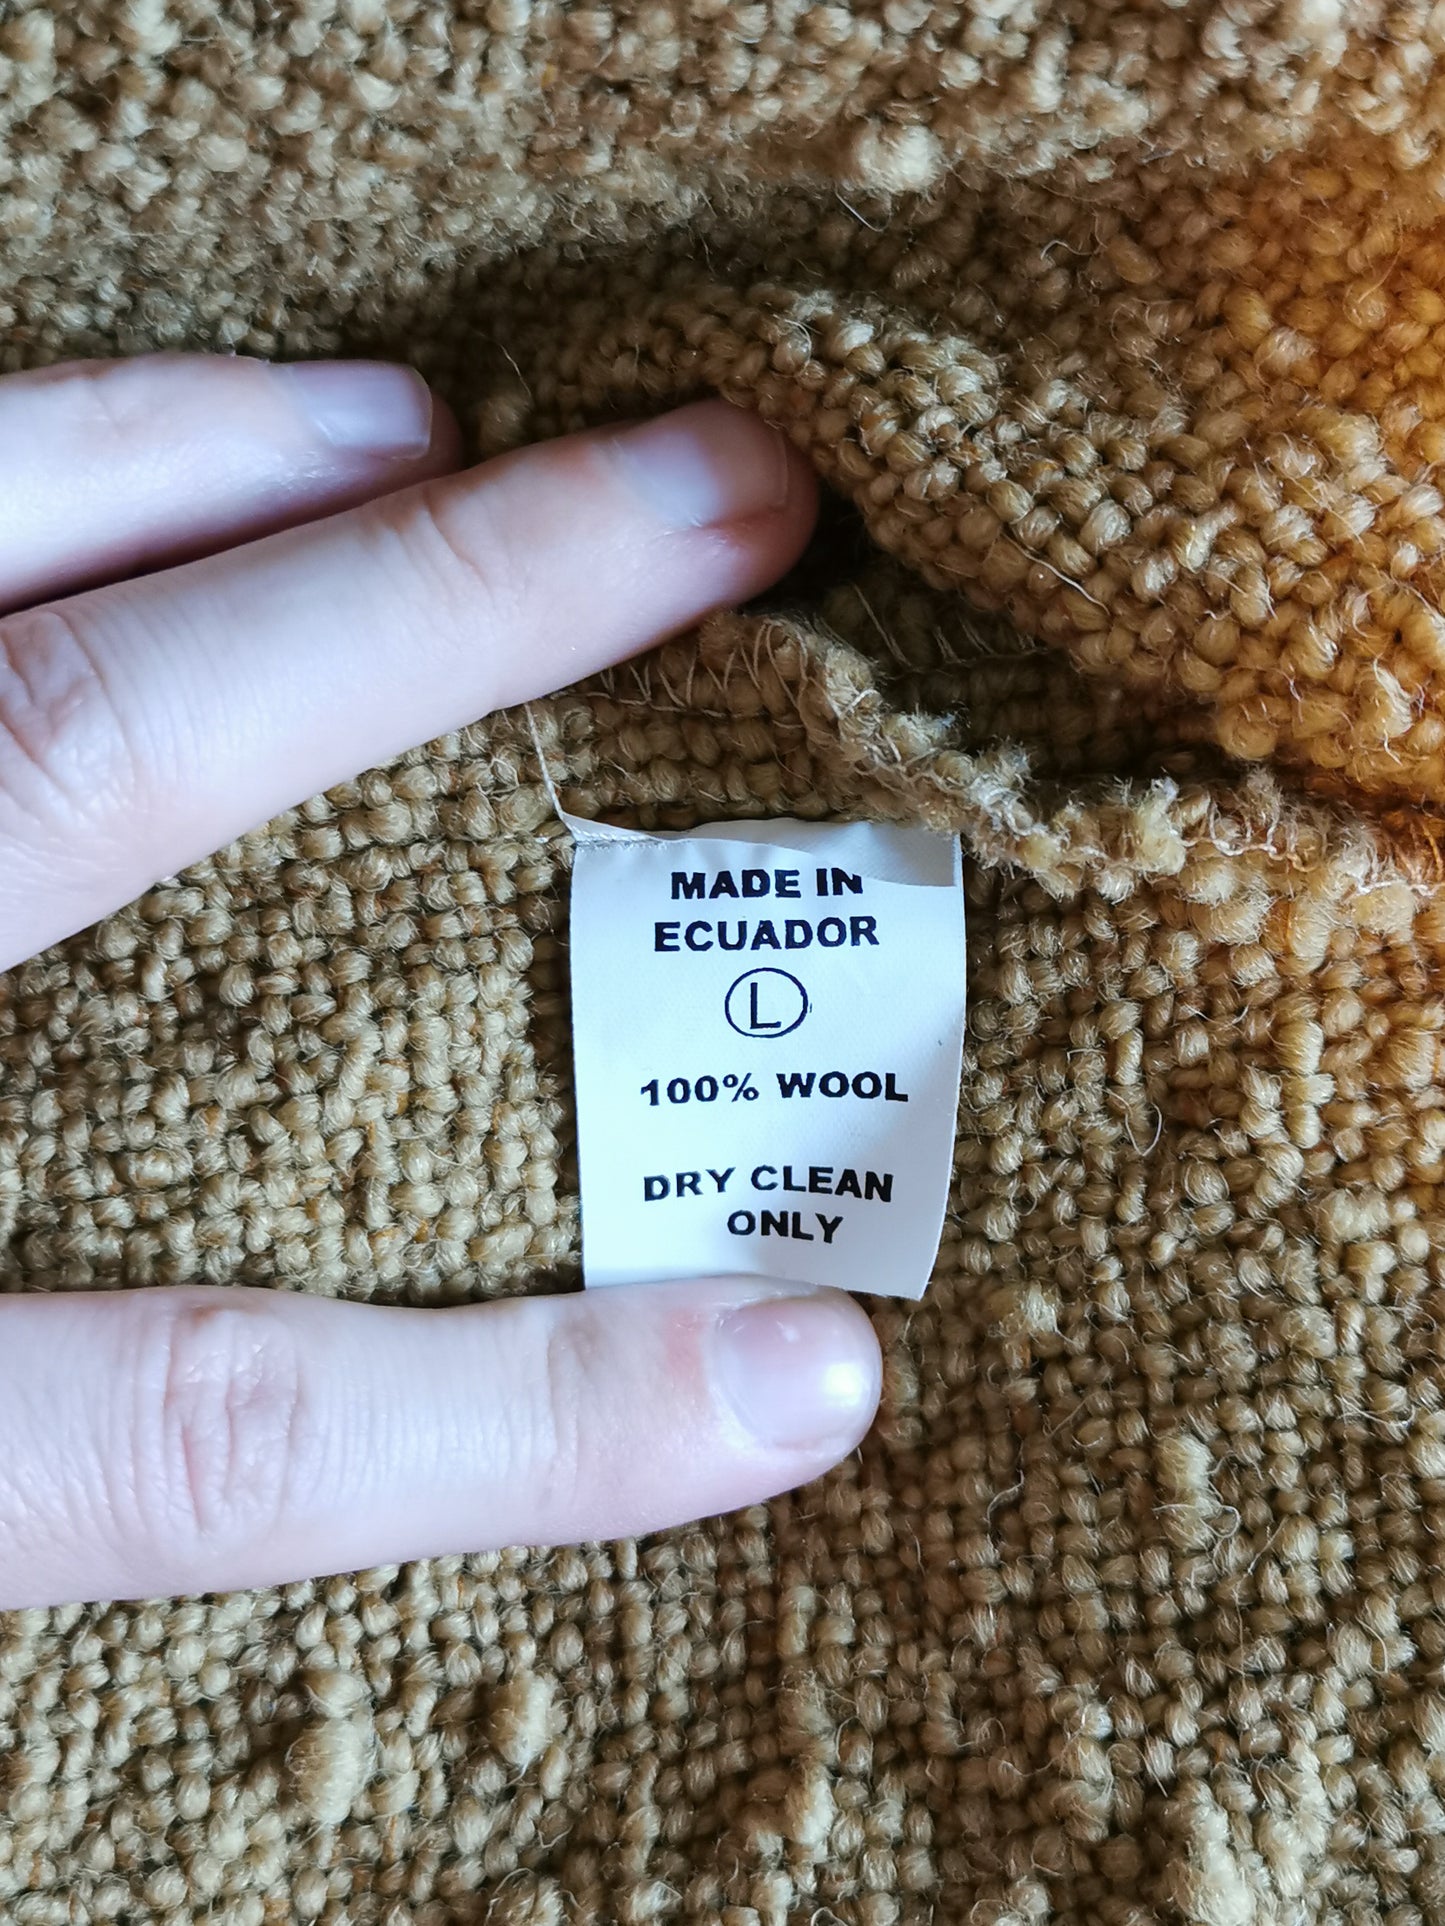 MADE IN
ECUADOR
L
100% WOOL
DRY CLEAN
ONLY